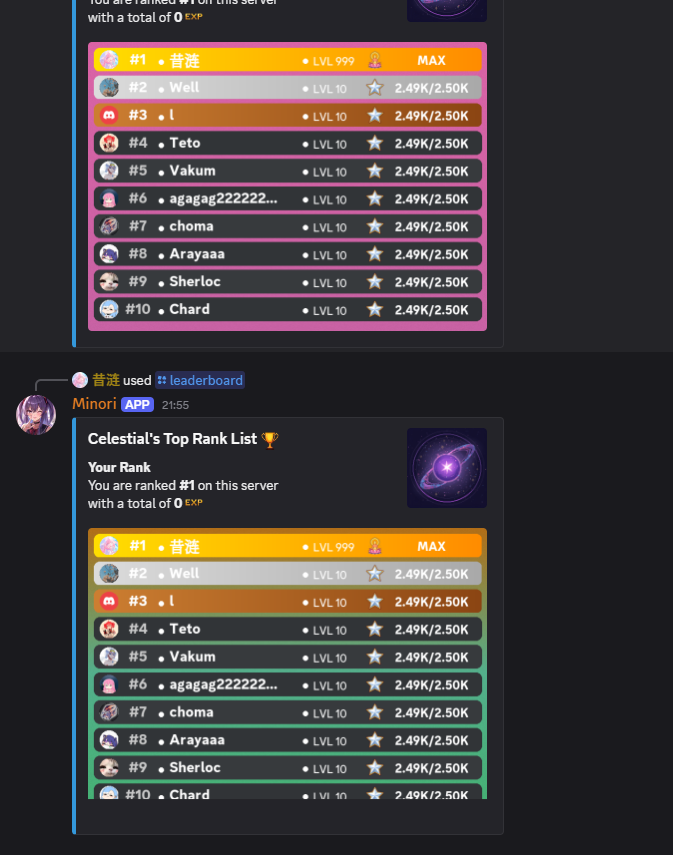 You are ranked #1 on this server
with a total of 0 EXP
#1 • 昔涟 • LVL 999 MAX
#2 • Well • LVL 10 2.49K/2.50K
#3 • l • LVL 10 2.49K/2.50K
#4 • Teto • LVL 10 2.49K/2.50K
#5 • Vakum • LVL 10 2.49K/2.50K
#6 • agagag222222... • LVL 10 2.49K/2.50K
#7 • choma • LVL 10 2.49K/2.50K
#8 • Arayaaa • LVL 10 2.49K/2.50K
#9 • Sherloc • LVL 10 2.49K/2.50K
#10 • Chard • LVL 10 2.49K/2.50K
昔涟 used leaderboard
Minori APP 21:55
Celestial's Top Rank List
Your Rank
You are ranked #1 on this server
with a total of 0 EXP
#1 • 昔涟 • LVL 999 MAX
#2 • Well • LVL 10 2.49K/2.50K
#3 • l • LVL 10 2.49K/2.50K
#4 • Teto • LVL 10 2.49K/2.50K
#5 • Vakum • LVL 10 2.49K/2.50K
#6 • agagag222222... • LVL 10 2.49K/2.50K
#7 • choma • LVL 10 2.49K/2.50K
#8 • Arayaaa • LVL 10 2.49K/2.50K
#9 • Sherloc • LVL 10 2.49K/2.50K
#10 • Chard • LVL 10 2.49K/2.50K